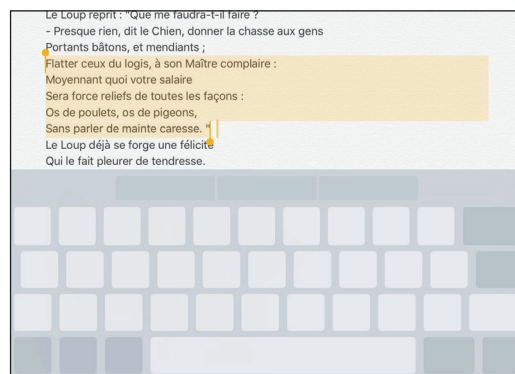 Le Loup reprit : "Que me faudra-t-il faire ?
- Presque rien, dit le Chien, donner la chasse aux gens
Portants bâtons, et mendiants ;
Flatter ceux du logis, à son Maître complaire :
Moyennant quoi votre salaire
Sera force reliefs de toutes les façons :
Os de poulets, os de pigeons,
Sans parler de mainte caresse. "
Le Loup déjà se forge une félicité
Qui le fait pleurer de tendresse.